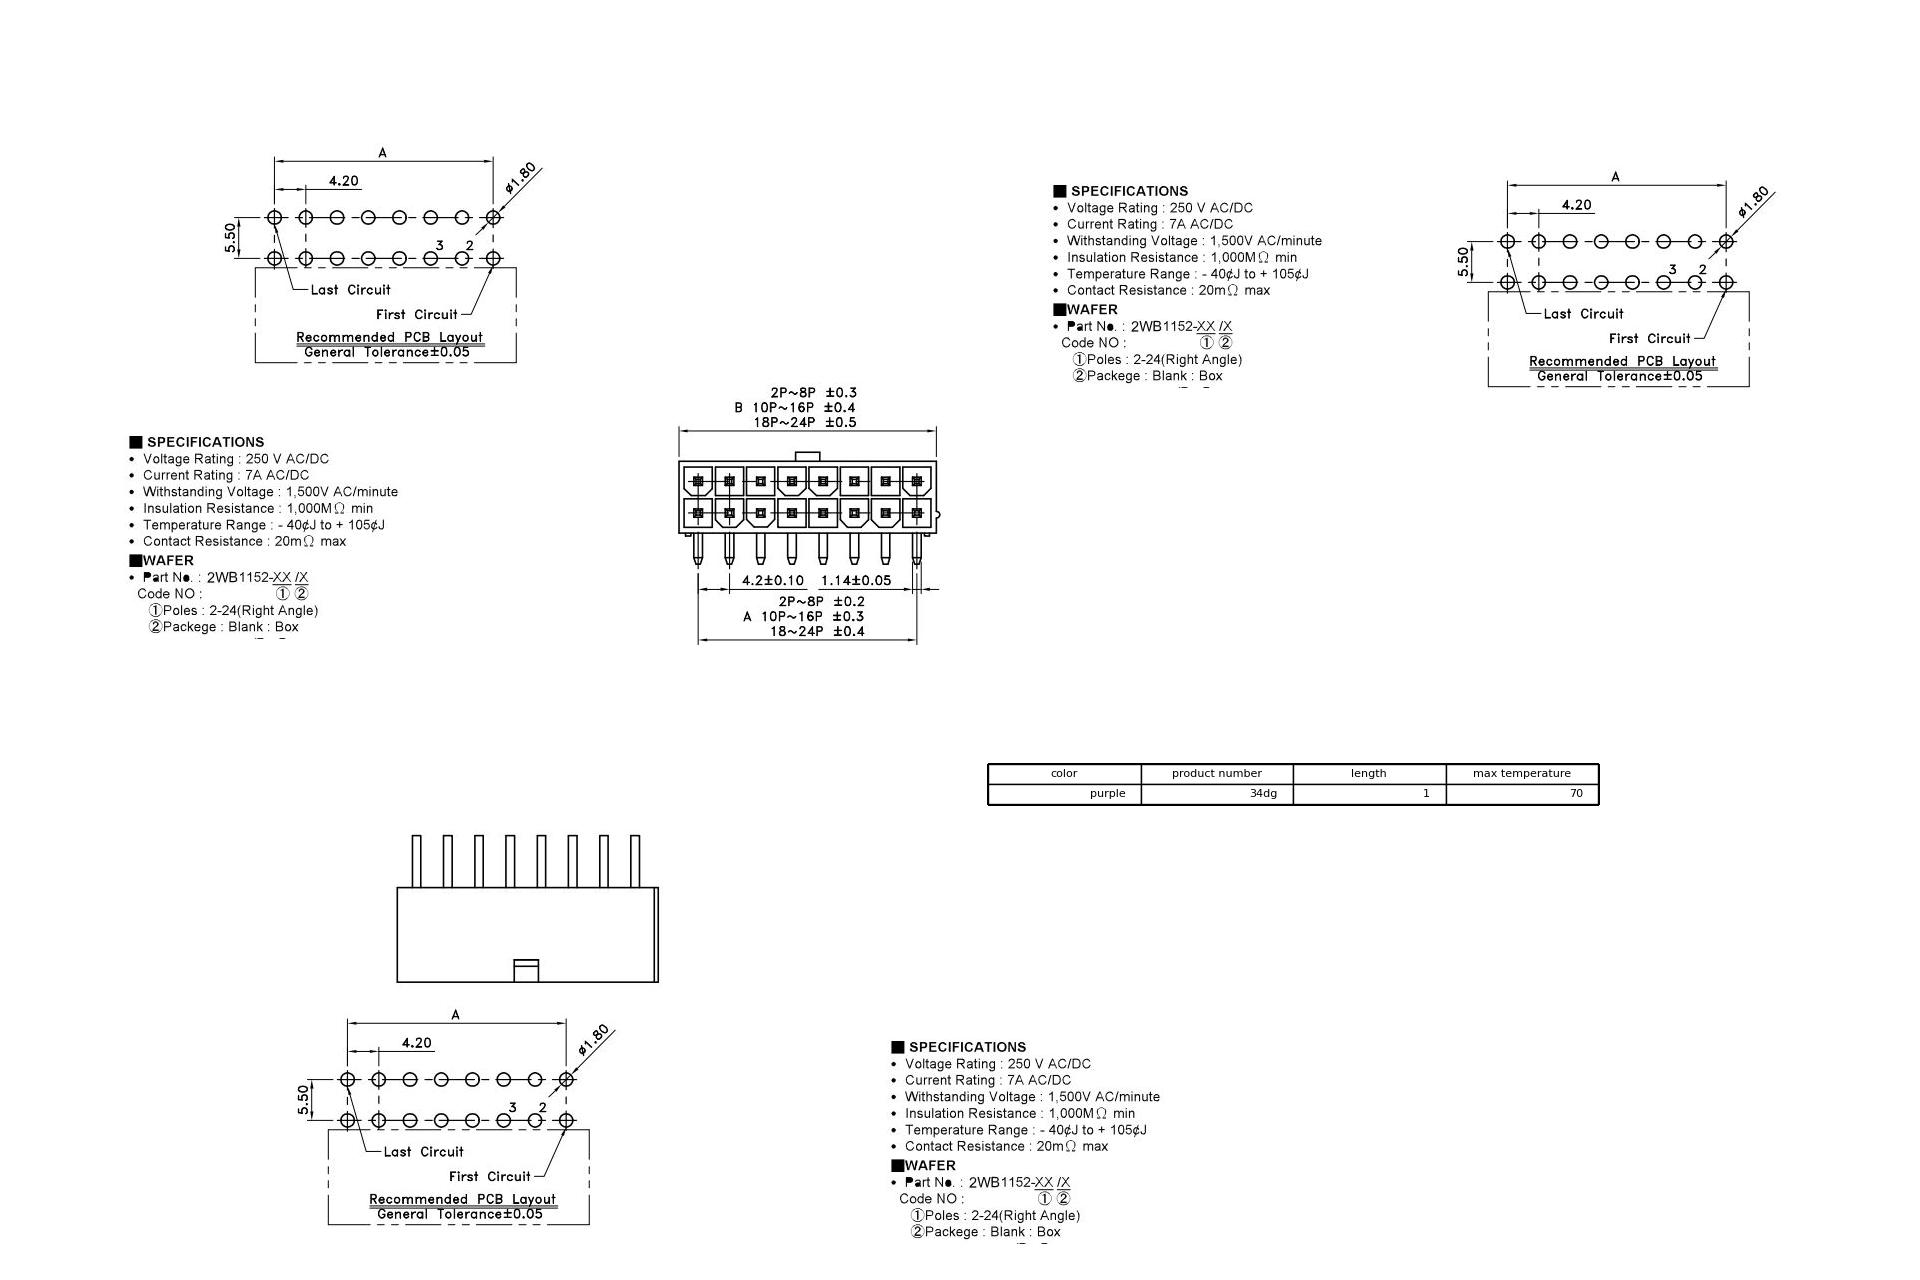 A
4.20
ø1.80
5.50
3 2
Last Circuit
First Circuit
Recommended PCB Layout
General Tolerance±0.05
■ SPECIFICATIONS
• Voltage Rating : 250 V AC/DC
• Current Rating : 7A AC/DC
• Withstanding Voltage : 1,500V AC/minute
• Insulation Resistance : 1,000MΩ min
• Temperature Range : - 40¢J to + 105¢J
• Contact Resistance : 20mΩ max
■WAFER
• Part No. : 2WB1152-XX /X
Code NO : ① ②
①Poles : 2-24(Right Angle)
②Packege : Blank : Box
A
4.20
ø1.80
5.50
3 2
Last Circuit
First Circuit
Recommended PCB Layout
General Tolerance±0.05
2P~8P ±0.3
B 10P~16P ±0.4
18P~24P ±0.5
4.2±0.10 1.14±0.05
2P~8P ±0.2
A 10P~16P ±0.3
18~24P ±0.4
■ SPECIFICATIONS
• Voltage Rating : 250 V AC/DC
• Current Rating : 7A AC/DC
• Withstanding Voltage : 1,500V AC/minute
• Insulation Resistance : 1,000MΩ min
• Temperature Range : - 40¢J to + 105¢J
• Contact Resistance : 20mΩ max
■WAFER
• Part No. : 2WB1152-XX /X
Code NO : ① ②
①Poles : 2-24(Right Angle)
②Packege : Blank : Box
color product number length max temperature
purple 34dg 1 70
A
4.20
ø1.80
5.50
3 2
Last Circuit
First Circuit
Recommended PCB Layout
General Tolerance±0.05
■ SPECIFICATIONS
• Voltage Rating : 250 V AC/DC
• Current Rating : 7A AC/DC
• Withstanding Voltage : 1,500V AC/minute
• Insulation Resistance : 1,000MΩ min
• Temperature Range : - 40¢J to + 105¢J
• Contact Resistance : 20mΩ max
■WAFER
• Part No. : 2WB1152-XX /X
Code NO : ① ②
①Poles : 2-24(Right Angle)
②Packege : Blank : Box